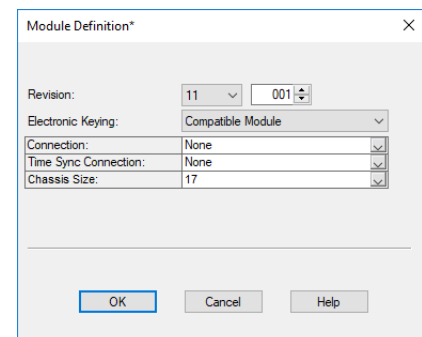 Module Definition*
Revision: 11 001
Electronic Keying: Compatible Module
Connection: None
Time Sync Connection: None
Chassis Size: 17
OK Cancel Help